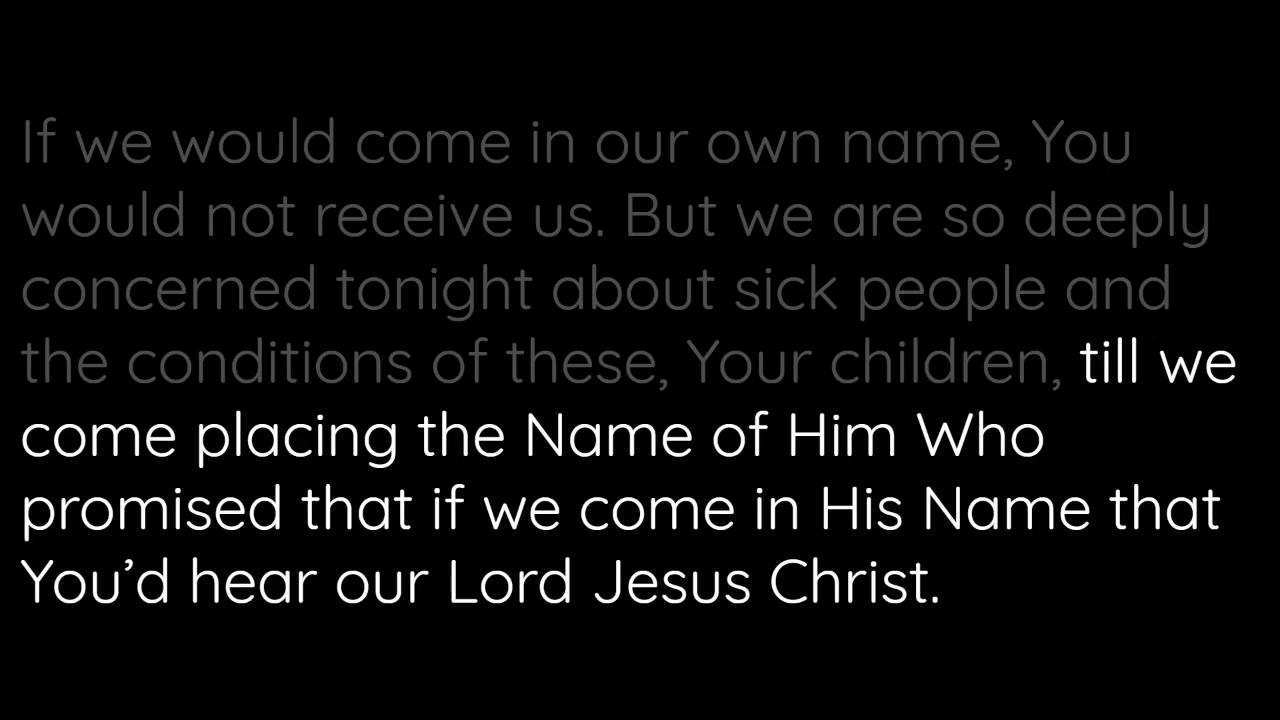 If we would come in our own name, You
would not receive us. But we are so deeply
concerned tonight about sick people and
the conditions of these, Your children, till we
come placing the Name of Him Who
promised that if we come in His Name that
You’d hear our Lord Jesus Christ.